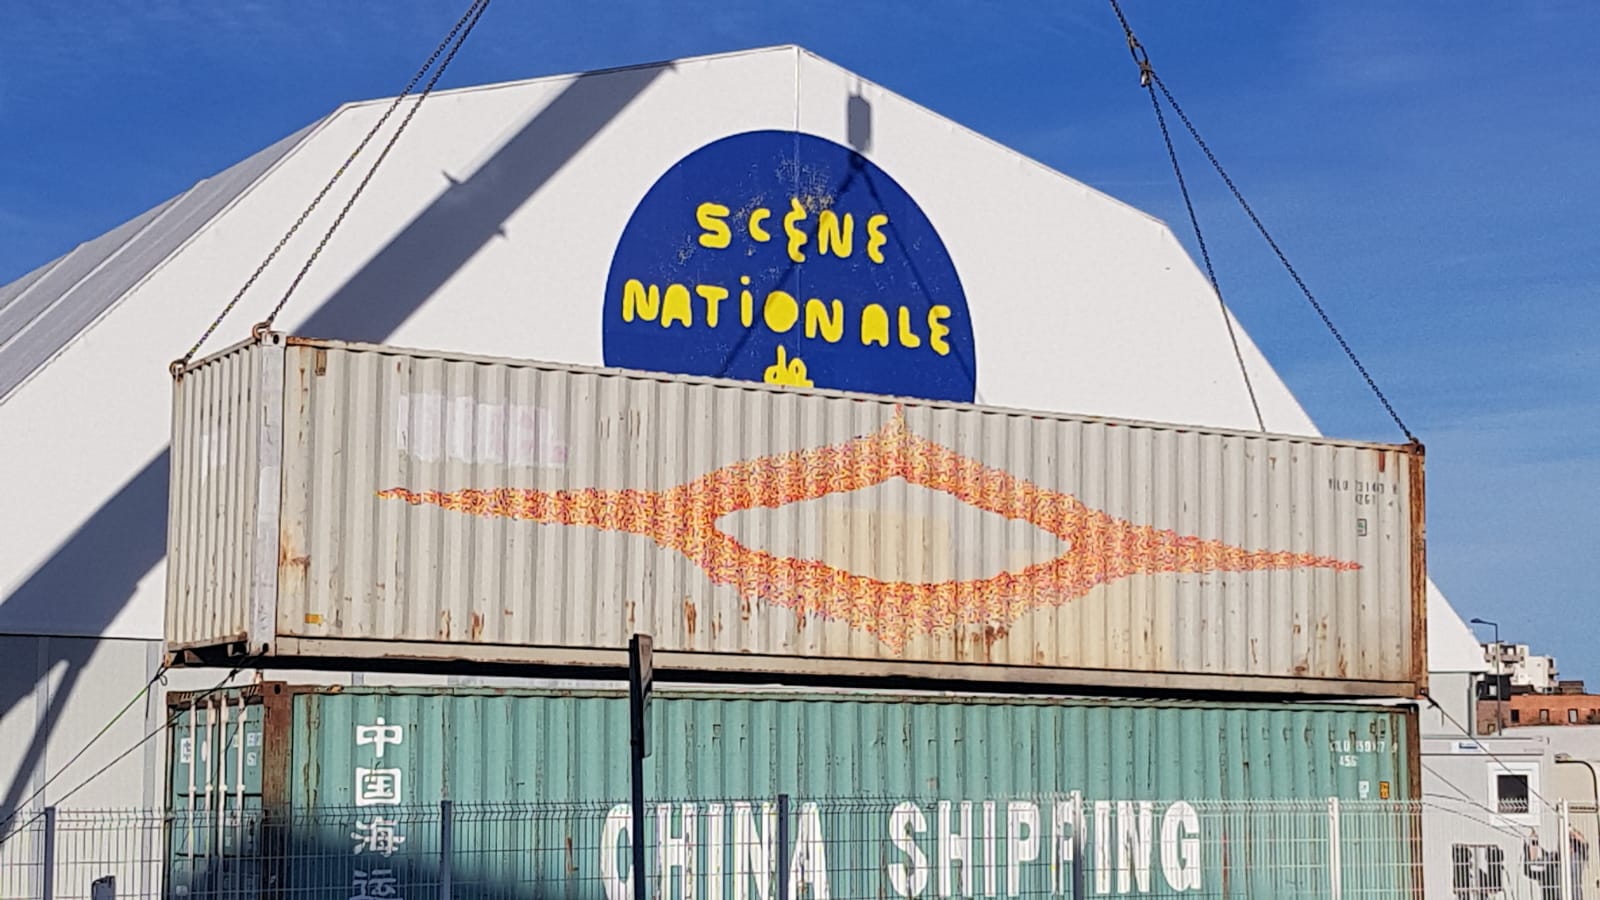 SCÈNE
NATIONALE
de
中国海运
CHINA SHIPPING